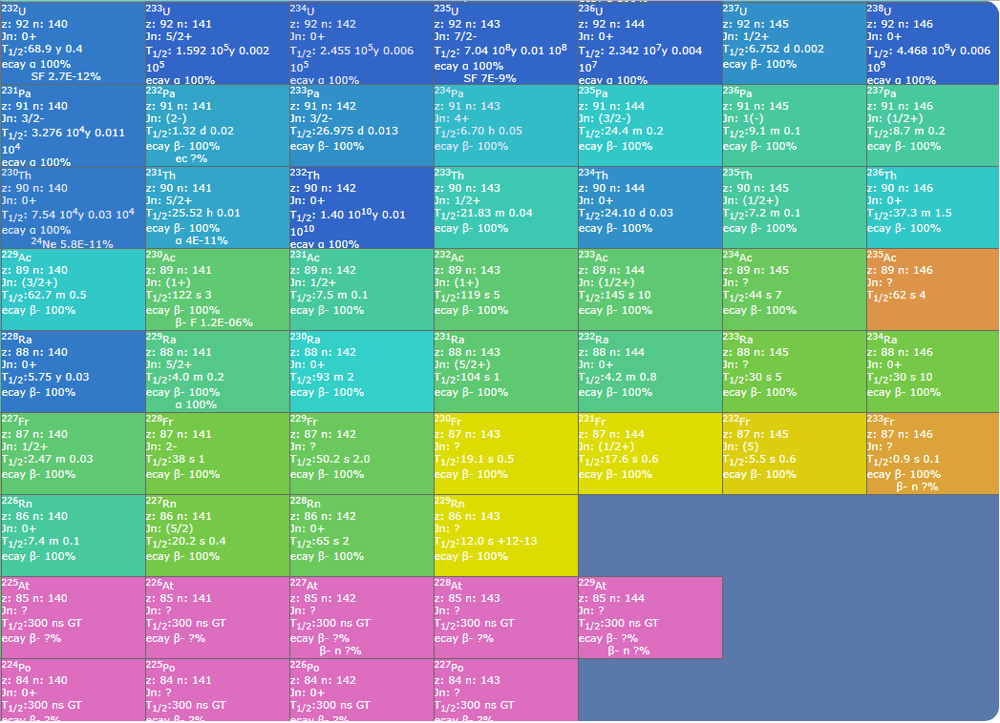 ²³²U
z: 92 n: 140
Jπ: 0+
T1/2:68.9 y 0.4
ecay α 100%
SF 2.7E-12%
²³³U
z: 92 n: 141
Jπ: 5/2+
T1/2: 1.592 10⁵y 0.002
10⁵
ecay α 100%
²³⁴U
z: 92 n: 142
Jπ: 0+
T1/2: 2.455 10⁵y 0.006
10⁵
ecay α 100%
²³⁵U
z: 92 n: 143
Jπ: 7/2-
T1/2: 7.04 10⁸y 0.01 10⁸
ecay α 100%
SF 7E-9%
²³⁶U
z: 92 n: 144
Jπ: 0+
T1/2: 2.342 10⁷y 0.004
10⁷
ecay α 100%
²³⁷U
z: 92 n: 145
Jπ: 1/2+
T1/2:6.752 d 0.002
ecay β- 100%
²³⁸U
z: 92 n: 146
Jπ: 0+
T1/2: 4.468 10⁹y 0.006
10⁹
ecay α 100%
²³¹Pa
z: 91 n: 140
Jπ: 3/2-
T1/2: 3.276 10⁴y 0.011
10⁴
ecay α 100%
²³²Pa
z: 91 n: 141
Jπ: (2-)
T1/2:1.32 d 0.02
ecay β- 100%
ec ?%
²³³Pa
z: 91 n: 142
Jπ: 3/2-
T1/2:26.975 d 0.013
ecay β- 100%
²³⁴Pa
z: 91 n: 143
Jπ: 4+
T1/2:6.70 h 0.05
ecay β- 100%
²³⁵Pa
z: 91 n: 144
Jπ: (3/2-)
T1/2:24.4 m 0.2
ecay β- 100%
²³⁶Pa
z: 91 n: 145
Jπ: 1(-)
T1/2:9.1 m 0.1
ecay β- 100%
²³⁷Pa
z: 91 n: 146
Jπ: (1/2+)
T1/2:8.7 m 0.2
ecay β- 100%
²³⁰Th
z: 90 n: 140
Jπ: 0+
T1/2: 7.54 10⁴y 0.03 10⁴
ecay α 100%
²⁴Ne 5.8E-11%
²³¹Th
z: 90 n: 141
Jπ: 5/2+
T1/2:25.52 h 0.01
ecay β- 100%
α 4E-11%
²³²Th
z: 90 n: 142
Jπ: 0+
T1/2: 1.40 10¹⁰y 0.01
10¹⁰
ecay α 100%
²³³Th
z: 90 n: 143
Jπ: 1/2+
T1/2:21.83 m 0.04
ecay β- 100%
²³⁴Th
z: 90 n: 144
Jπ: 0+
T1/2:24.10 d 0.03
ecay β- 100%
²³⁵Th
z: 90 n: 145
Jπ: (1/2+)
T1/2:7.2 m 0.1
ecay β- 100%
²³⁶Th
z: 90 n: 146
Jπ: 0+
T1/2:37.3 m 1.5
ecay β- 100%
²²⁹Ac
z: 89 n: 140
Jπ: (3/2+)
T1/2:62.7 m 0.5
ecay β- 100%
²³⁰Ac
z: 89 n: 141
Jπ: (1+)
T1/2:122 s 3
ecay β- 100%
β- F 1.2E-06%
²³¹Ac
z: 89 n: 142
Jπ: 1/2+
T1/2:7.5 m 0.1
ecay β- 100%
²³²Ac
z: 89 n: 143
Jπ: (1+)
T1/2:119 s 5
ecay β- 100%
²³³Ac
z: 89 n: 144
Jπ: (1/2+)
T1/2:145 s 10
ecay β- 100%
²³⁴Ac
z: 89 n: 145
Jπ: ?
T1/2:44 s 7
ecay β- 100%
²³⁵Ac
z: 89 n: 146
Jπ: ?
T1/2:62 s 4
²²⁸Ra
z: 88 n: 140
Jπ: 0+
T1/2:5.75 y 0.03
ecay β- 100%
²²⁹Ra
z: 88 n: 141
Jπ: 5/2+
T1/2:4.0 m 0.2
ecay β- 100%
α 100%
²³⁰Ra
z: 88 n: 142
Jπ: 0+
T1/2:93 m 2
ecay β- 100%
²³¹Ra
z: 88 n: 143
Jπ: (5/2+)
T1/2:104 s 1
ecay β- 100%
²³²Ra
z: 88 n: 144
Jπ: 0+
T1/2:4.2 m 0.8
ecay β- 100%
²³³Ra
z: 88 n: 145
Jπ: ?
T1/2:30 s 5
ecay β- 100%
²³⁴Ra
z: 88 n: 146
Jπ: 0+
T1/2:30 s 10
ecay β- 100%
²²⁷Fr
z: 87 n: 140
Jπ: 1/2+
T1/2:2.47 m 0.03
ecay β- 100%
²²⁸Fr
z: 87 n: 141
Jπ: 2-
T1/2:38 s 1
ecay β- 100%
²²⁹Fr
z: 87 n: 142
Jπ: ?
T1/2:50.2 s 2.0
ecay β- 100%
²³⁰Fr
z: 87 n: 143
Jπ: ?
T1/2:19.1 s 0.5
ecay β- 100%
²³¹Fr
z: 87 n: 144
Jπ: (1/2+)
T1/2:17.6 s 0.6
ecay β- 100%
²³²Fr
z: 87 n: 145
Jπ: (5)
T1/2:5.5 s 0.6
ecay β- 100%
²³³Fr
z: 87 n: 146
Jπ: ?
T1/2:0.9 s 0.1
ecay β- 100%
β- n ?%
²²⁶Rn
z: 86 n: 140
Jπ: 0+
T1/2:7.4 m 0.1
ecay β- 100%
²²⁷Rn
z: 86 n: 141
Jπ: (5/2)
T1/2:20.2 s 0.4
ecay β- 100%
²²⁸Rn
z: 86 n: 142
Jπ: 0+
T1/2:65 s 2
ecay β- 100%
²²⁹Rn
z: 86 n: 143
Jπ: ?
T1/2:12.0 s +12-13
ecay β- 100%
²²⁵At
z: 85 n: 140
Jπ: ?
T1/2:300 ns GT
ecay β- ?%
²²⁶At
z: 85 n: 141
Jπ: ?
T1/2:300 ns GT
ecay β- ?%
²²⁷At
z: 85 n: 142
Jπ: ?
T1/2:300 ns GT
ecay β- ?%
β- n ?%
²²⁸At
z: 85 n: 143
Jπ: ?
T1/2:300 ns GT
ecay β- ?%
²²⁹At
z: 85 n: 144
Jπ: ?
T1/2:300 ns GT
ecay β- ?%
β- n ?%
²²⁴Po
z: 84 n: 140
Jπ: 0+
T1/2:300 ns GT
ecay β- ?%
²²⁵Po
z: 84 n: 141
Jπ: ?
T1/2:300 ns GT
ecay β- ?%
²²⁶Po
z: 84 n: 142
Jπ: 0+
T1/2:300 ns GT
ecay β- ?%
²²⁷Po
z: 84 n: 143
Jπ: ?
T1/2:300 ns GT
ecay β- ?%